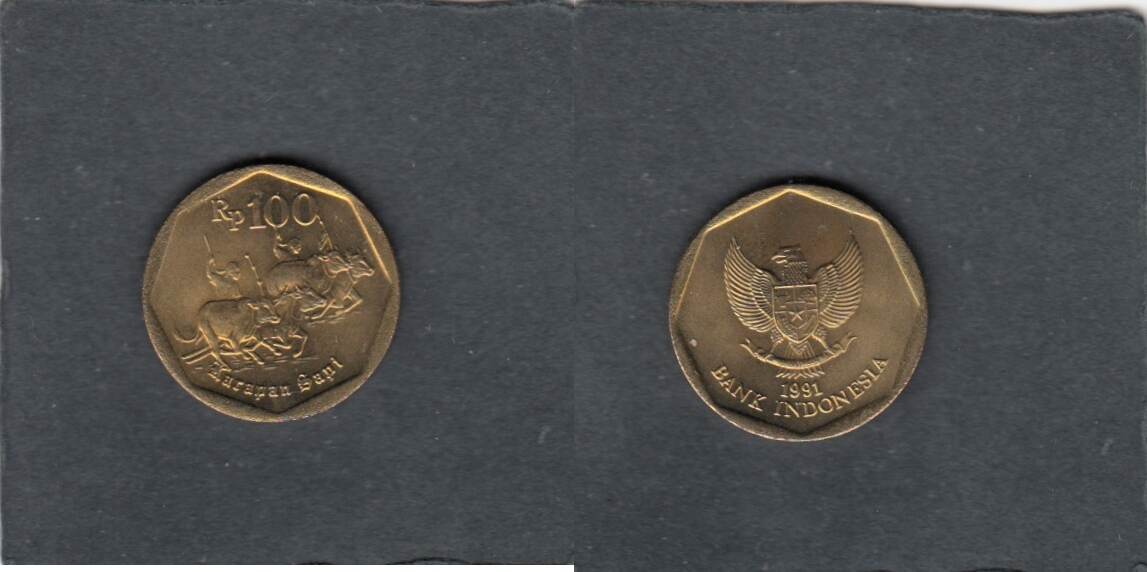 Rp100
Karapan Sapi
1991
BANK INDONESIA